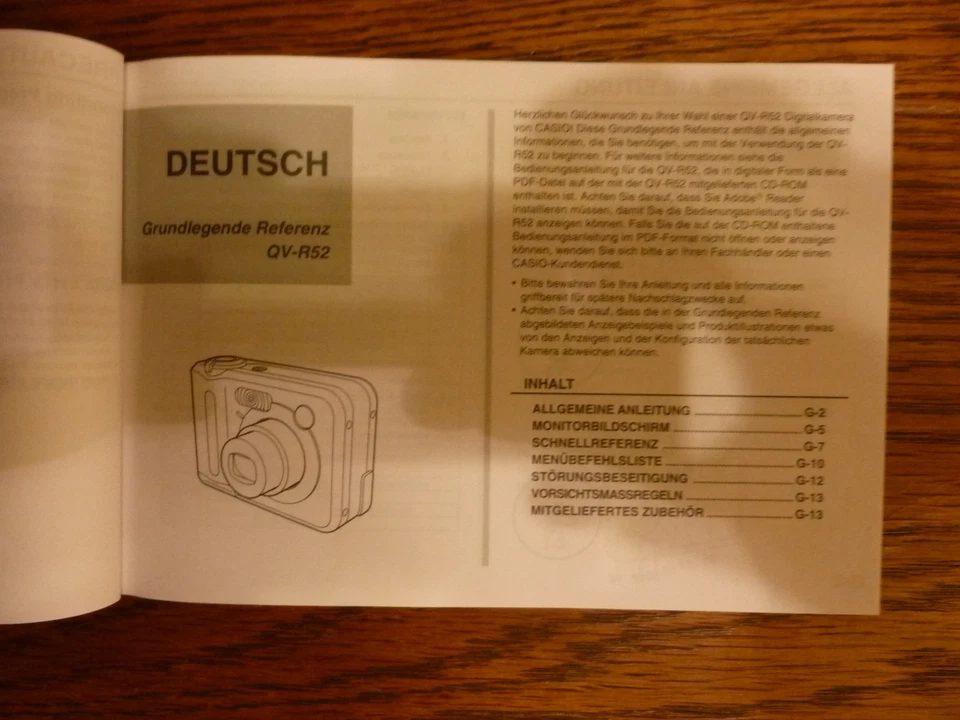 DEUTSCH
Grundlegende Referenz
QV-R52
Herzlichen Glückwunsch zu Ihrer Wahl einer QV-R52 Digitalkamera
von CASIO! Diese Grundlegende Referenz enthält die allgemeinen
Informationen, die Sie benötigen, um mit der Verwendung der QV-
R52 zu beginnen. Für weitere Informationen siehe die
Bedienungsanleitung für die QV-R52, die in digitaler Form als eine
PDF-Datei auf der mit der QV-R52 mitgelieferten CD-ROM
enthalten ist. Achten Sie darauf, dass Sie Adobe® Reader
installieren müssen, damit Sie die Bedienungsanleitung für die QV-
R52 anzeigen können. Falls Sie die auf der CD-ROM enthaltene
Bedienungsanleitung im PDF-Format nicht öffnen oder anzeigen
können, wenden Sie sich bitte an Ihren Fachhändler oder einen
CASIO-Kundendienst.
• Bitte bewahren Sie Ihre Anleitung und alle Informationen
griffbereit für spätere Nachschlagzwecke auf.
• Achten Sie darauf, dass die in der Grundlegenden Referenz
abgebildeten Anzeigebeispiele und Produktillustrationen etwas
von den Anzeigen und der Konfiguration der tatsächlichen
Kamera abweichen können.
INHALT
ALLGEMEINE ANLEITUNG G-2
MONITORBILDSCHIRM G-5
SCHNELLREFERENZ G-7
MENÜBEFEHLSLISTE G-10
STÖRUNGSBESEITIGUNG G-12
VORSICHTSMASSREGELN G-13
MITGELIEFERTES ZUBEHÖR G-13